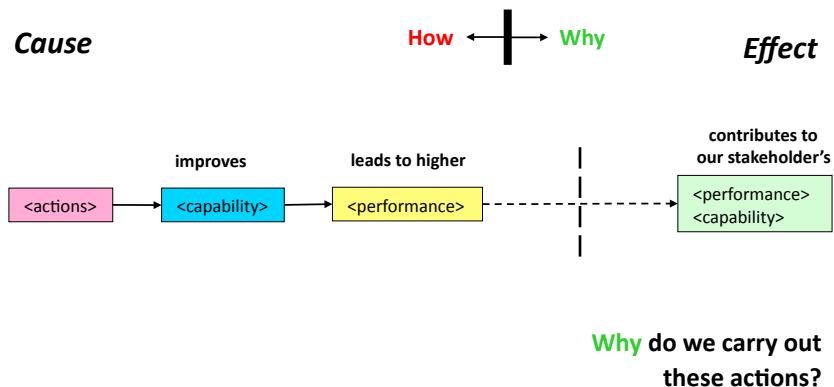 Cause
How
Why
Effect
improves
leads to higher
contributes to
our stakeholder's
<actions>
<capability>
<performance>
<performance>
<capability>
Why do we carry out
these actions?